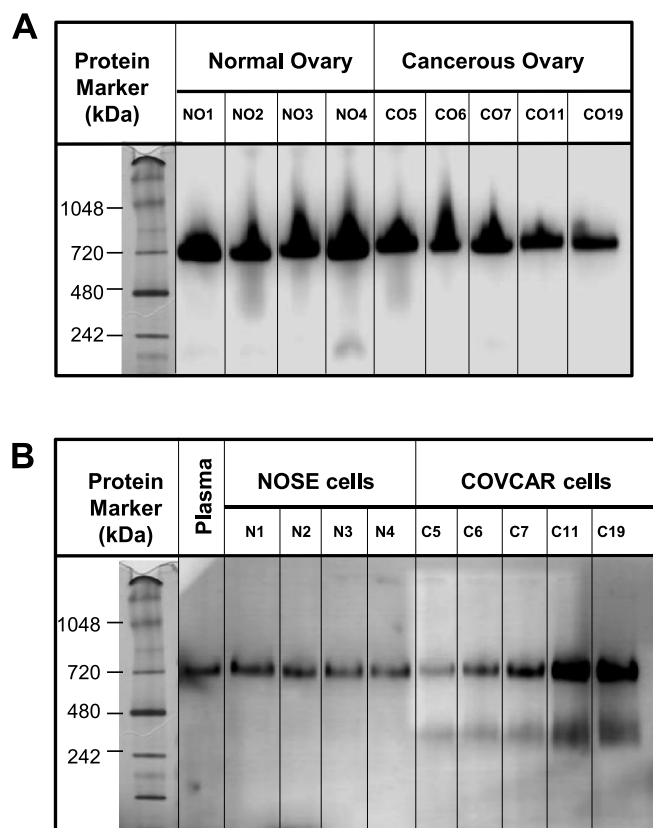 A
Protein
Marker
(kDa)
Normal Ovary
Cancerous Ovary
NO1 NO2 NO3 NO4 CO5 CO6 CO7 CO11 CO19
1048
720
480
242
B
Protein
Marker
(kDa)
Plasma
NOSE cells
COVCAR cells
N1 N2 N3 N4 C5 C6 C7 C11 C19
1048
720
480
242